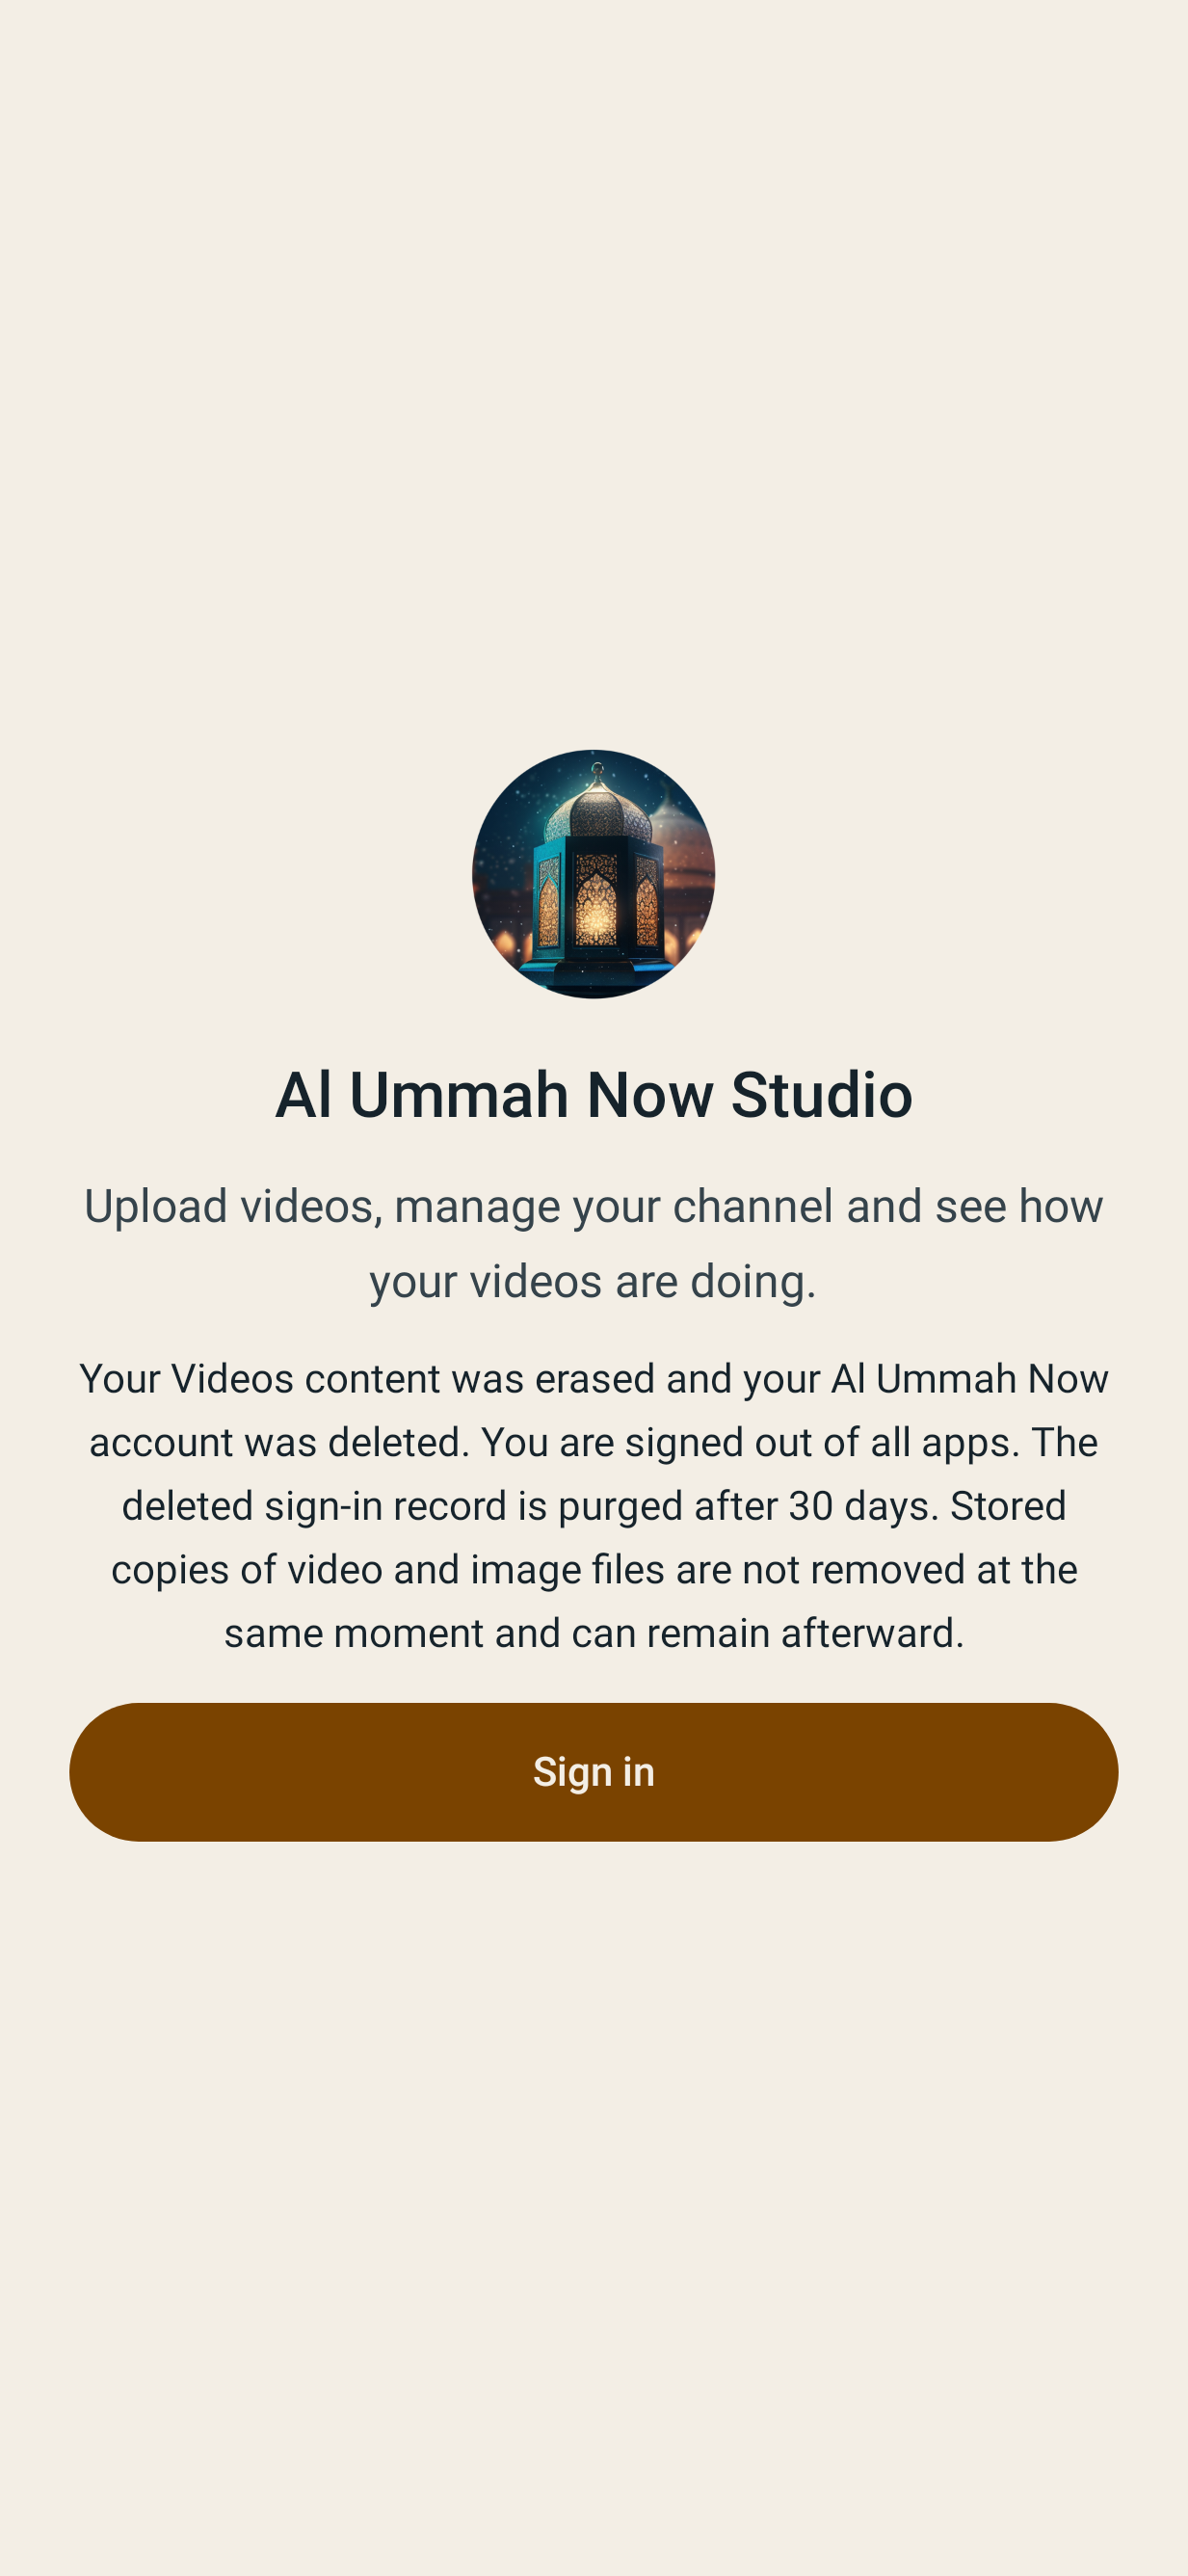 Al Ummah Now Studio
Upload videos, manage your channel and see how
your videos are doing.
Your Videos content was erased and your Al Ummah Now
account was deleted. You are signed out of all apps. The
deleted sign-in record is purged after 30 days. Stored
copies of video and image files are not removed at the
same moment and can remain afterward.
Sign in